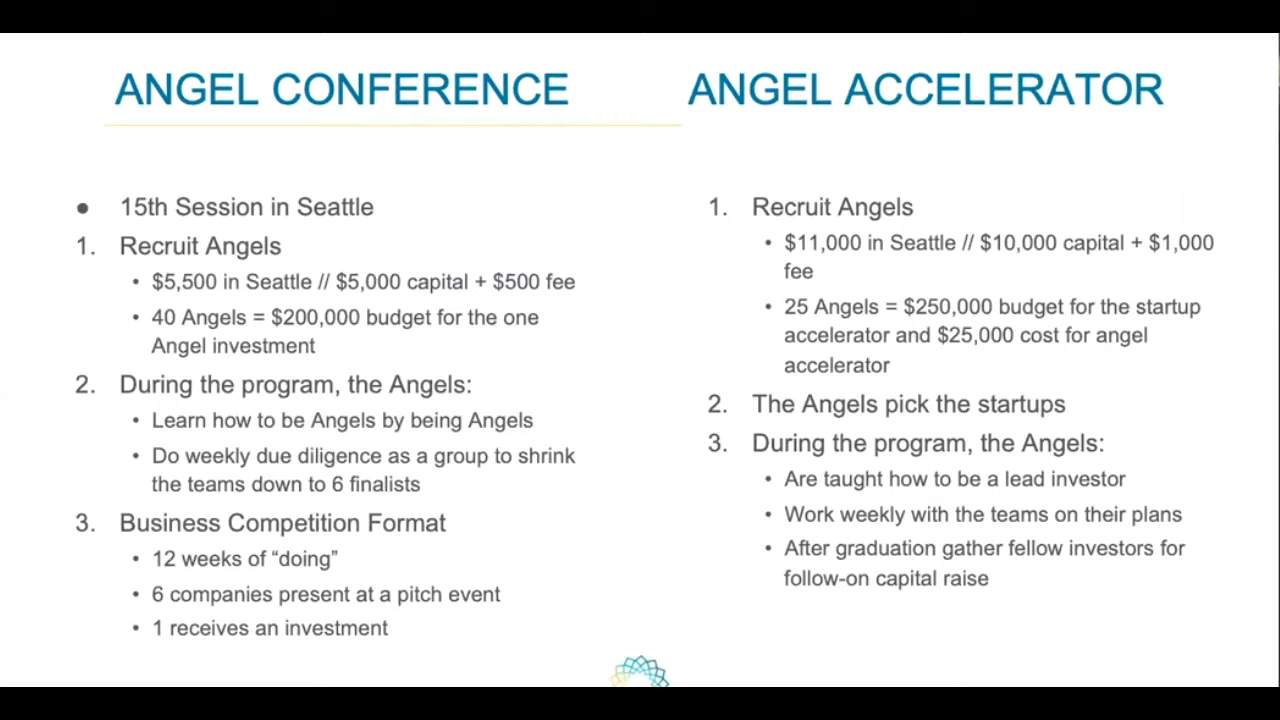 ANGEL CONFERENCE
● 15th Session in Seattle
1. Recruit Angels
• $5,500 in Seattle // $5,000 capital + $500 fee
• 40 Angels = $200,000 budget for the one
Angel investment
2. During the program, the Angels:
• Learn how to be Angels by being Angels
• Do weekly due diligence as a group to shrink
the teams down to 6 finalists
3. Business Competition Format
• 12 weeks of “doing”
• 6 companies present at a pitch event
• 1 receives an investment
ANGEL ACCELERATOR
1. Recruit Angels
• $11,000 in Seattle // $10,000 capital + $1,000
fee
• 25 Angels = $250,000 budget for the startup
accelerator and $25,000 cost for angel
accelerator
2. The Angels pick the startups
3. During the program, the Angels:
• Are taught how to be a lead investor
• Work weekly with the teams on their plans
• After graduation gather fellow investors for
follow-on capital raise